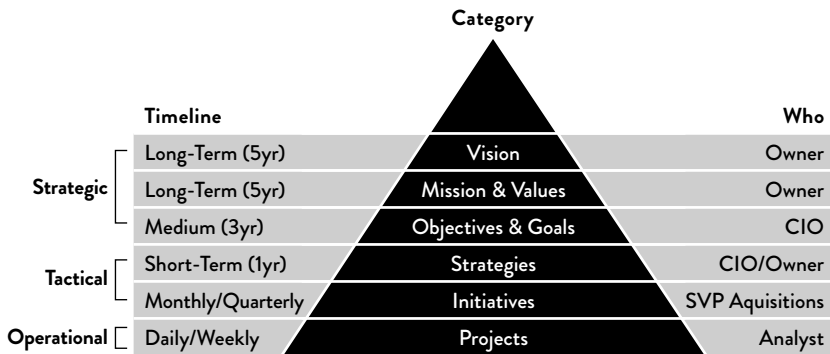 Category
Timeline Who
Strategic
Long-Term (5yr) Vision Owner
Long-Term (5yr) Mission & Values Owner
Medium (3yr) Objectives & Goals CIO
Tactical
Short-Term (1yr) Strategies CIO/Owner
Monthly/Quarterly Initiatives SVP Aquisitions
Operational Daily/Weekly Projects Analyst